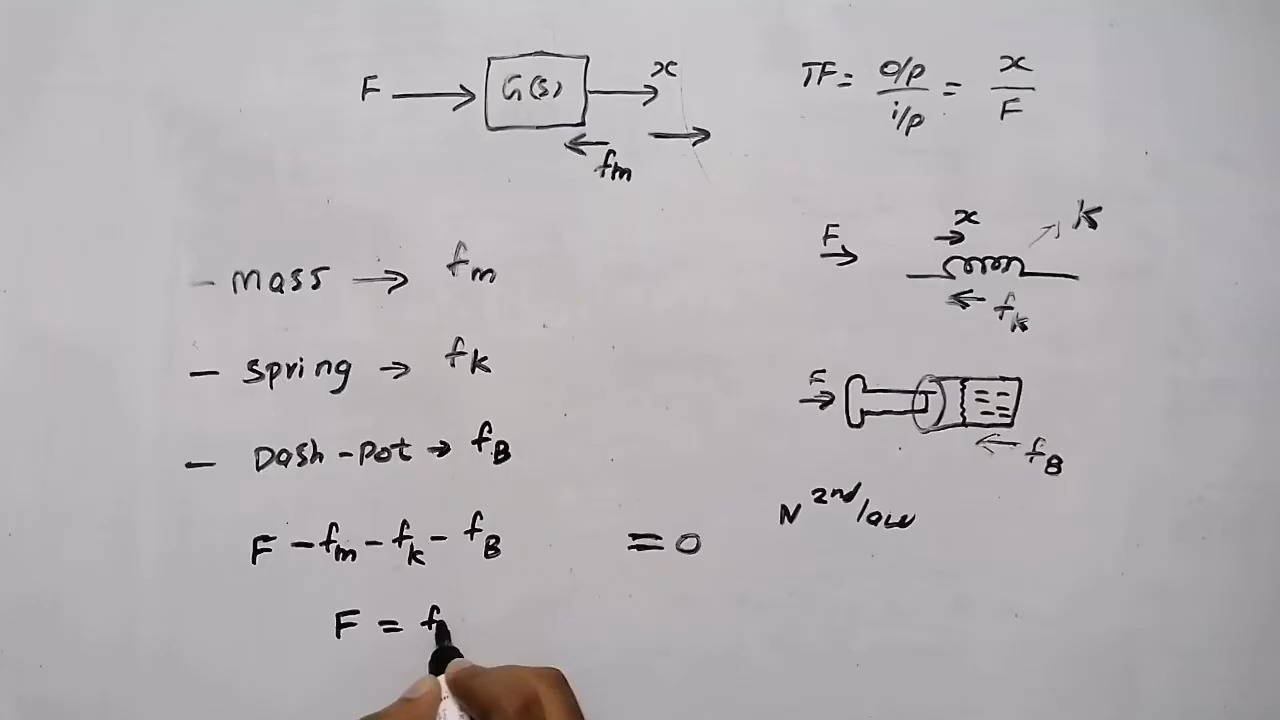 F → G(s) → x
TF = o/p / i/p = x / F
← fm →
x
F → k
← fk
- mass → fm
- spring → fk
F →
← fB
- Dash-pot → fB
N 2nd law
F - fm - fk - fB = 0
F = f